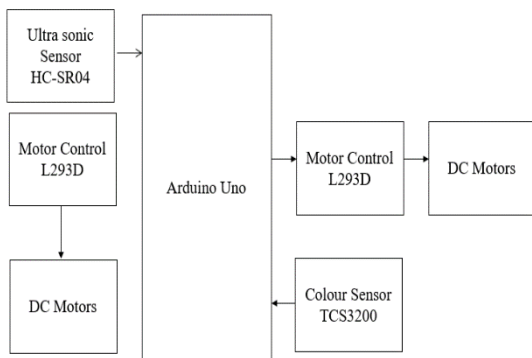 Ultra sonic
Sensor
HC-SR04
Motor Control
L293D
DC Motors
Arduino Uno
Motor Control
L293D
DC Motors
Colour Sensor
TCS3200